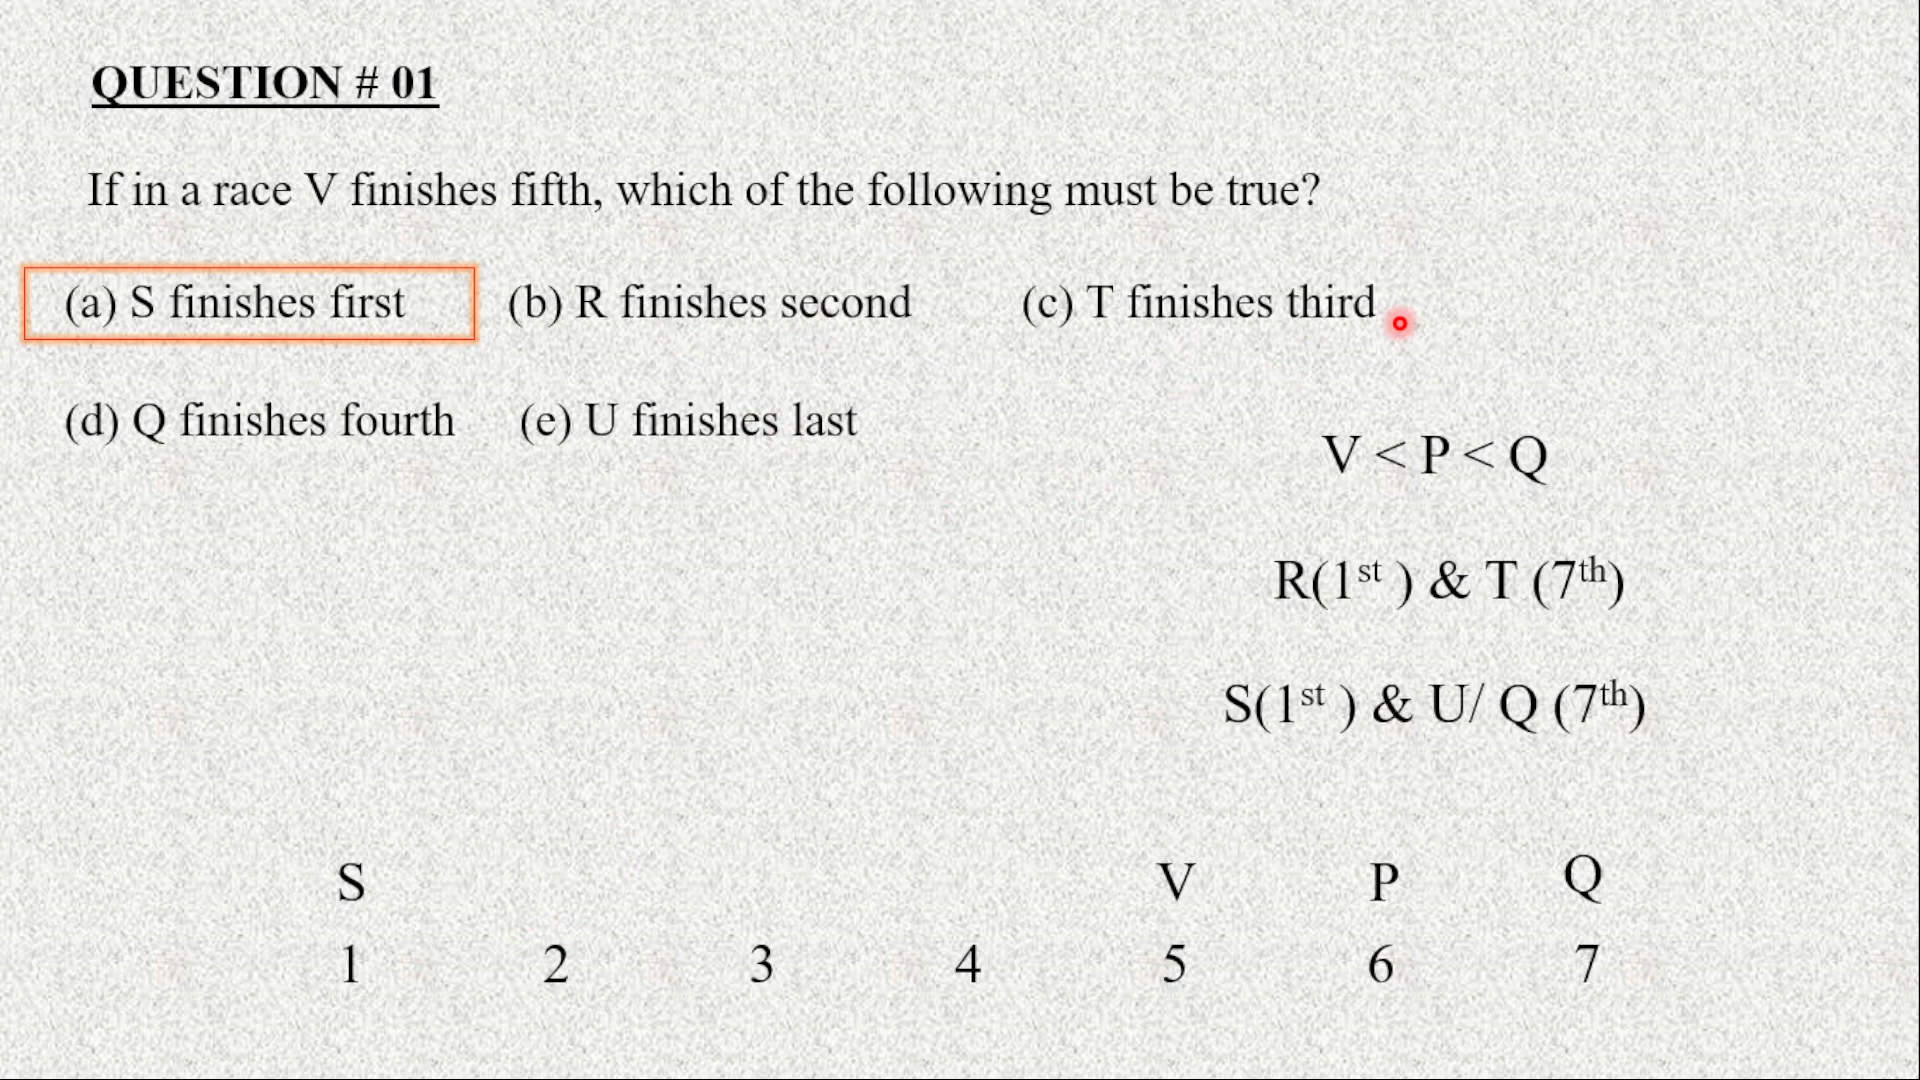 QUESTION # 01
If in a race V finishes fifth, which of the following must be true?
(a) S finishes first (b) R finishes second (c) T finishes third
(d) Q finishes fourth (e) U finishes last
V < P < Q
R(1st ) & T (7th)
S(1st ) & U/ Q (7th)
S V P Q
1 2 3 4 5 6 7